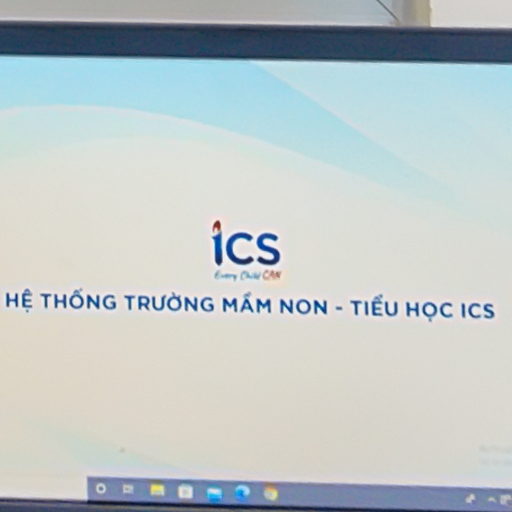 iCS
Every Child CAN
HỆ THỐNG TRƯỜNG MẦM NON - TIỂU HỌC ICS